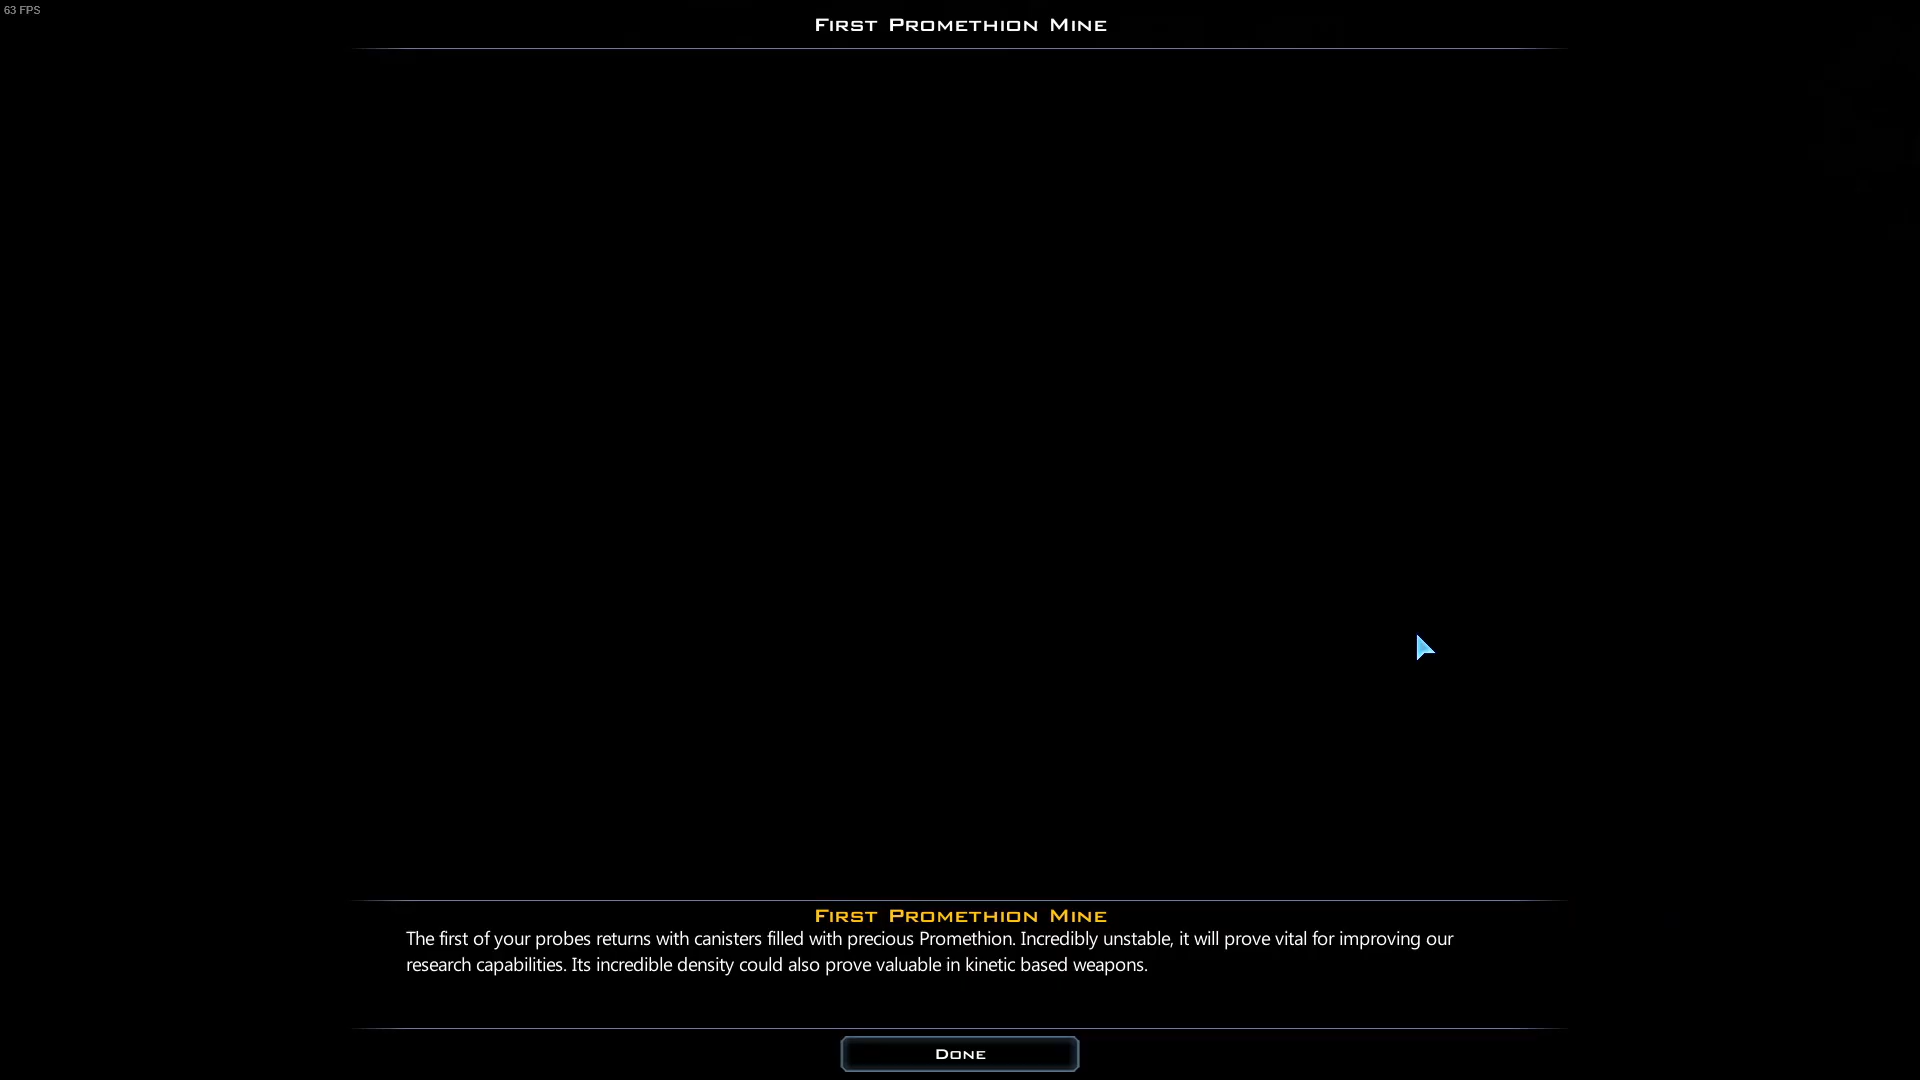 63 FPS
First Promethion Mine
First Promethion Mine
The first of your probes returns with canisters filled with precious Promethion. Incredibly unstable, it will prove vital for improving our
research capabilities. Its incredible density could also prove valuable in kinetic based weapons.
Done